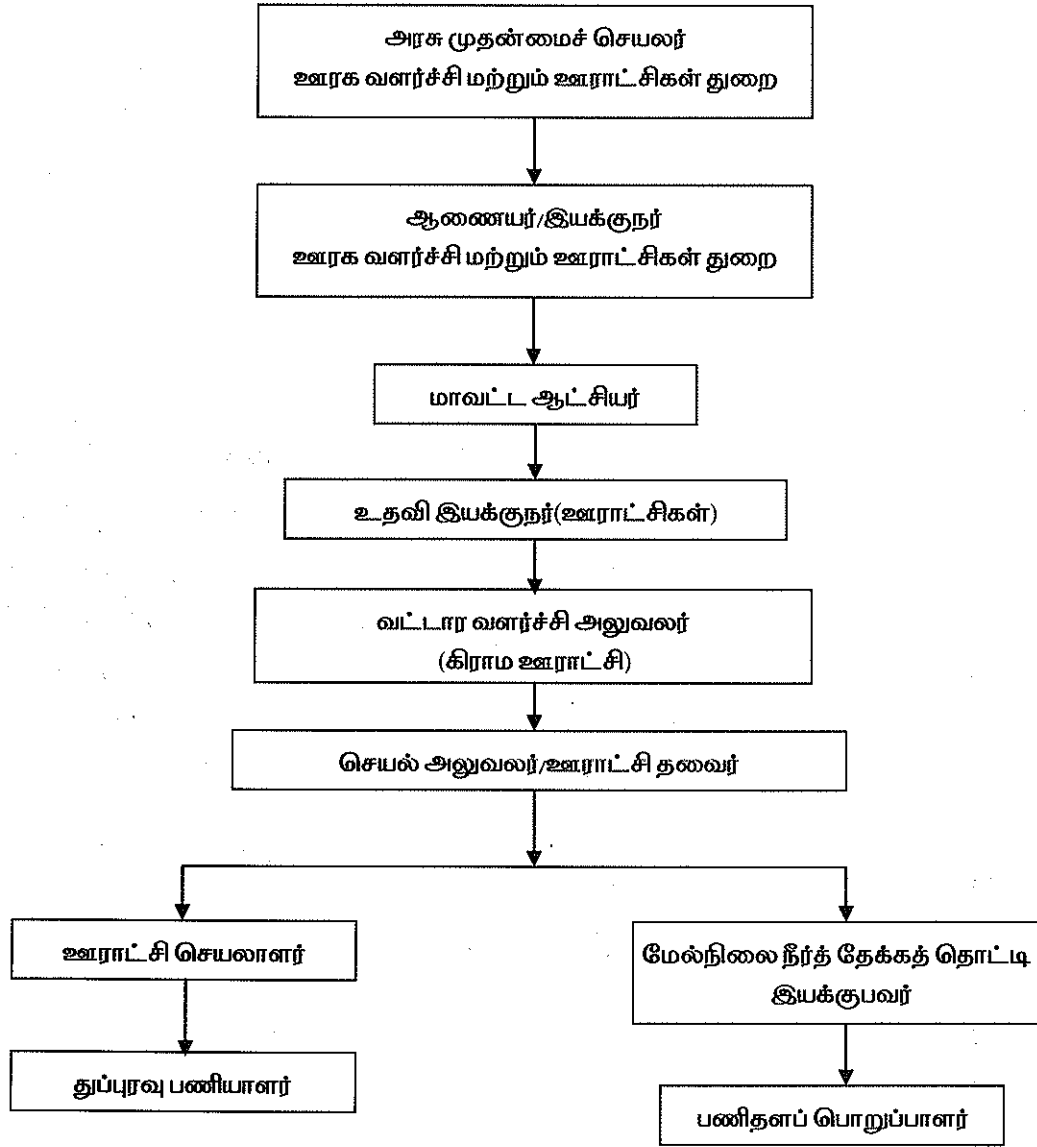 அரசு முதன்மைச் செயலர்
ஊரக வளர்ச்சி மற்றும் ஊராட்சிகள் துறை
ஆணையர்/இயக்குநர்
ஊரக வளர்ச்சி மற்றும் ஊராட்சிகள் துறை
மாவட்ட ஆட்சியர்
உதவி இயக்குநர்(ஊராட்சிகள்)
வட்டார வளர்ச்சி அலுவலர்
(கிராம ஊராட்சி)
செயல் அலுவலர்/ஊராட்சி தலைவர்
ஊராட்சி செயலாளர்
மேல்நிலை நீர்த் தேக்கத் தொட்டி
இயக்குபவர்
துப்புரவு பணியாளர்
பணிதளப் பொறுப்பாளர்